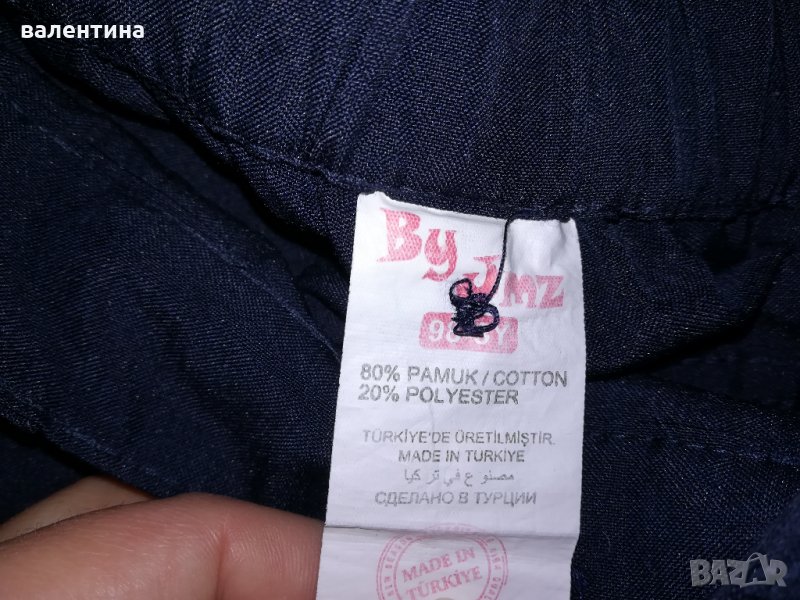 валентина
By JMZ
80% PAMUK / COTTON
20% POLYESTER
TÜRKİYE'DE ÜRETİLMİŞTİR.
MADE IN TURKIYE
مصنوع في تركيا
СДЕЛАНО В ТУРЦИИ
MADE IN
TÜRKİYE
BAZAR